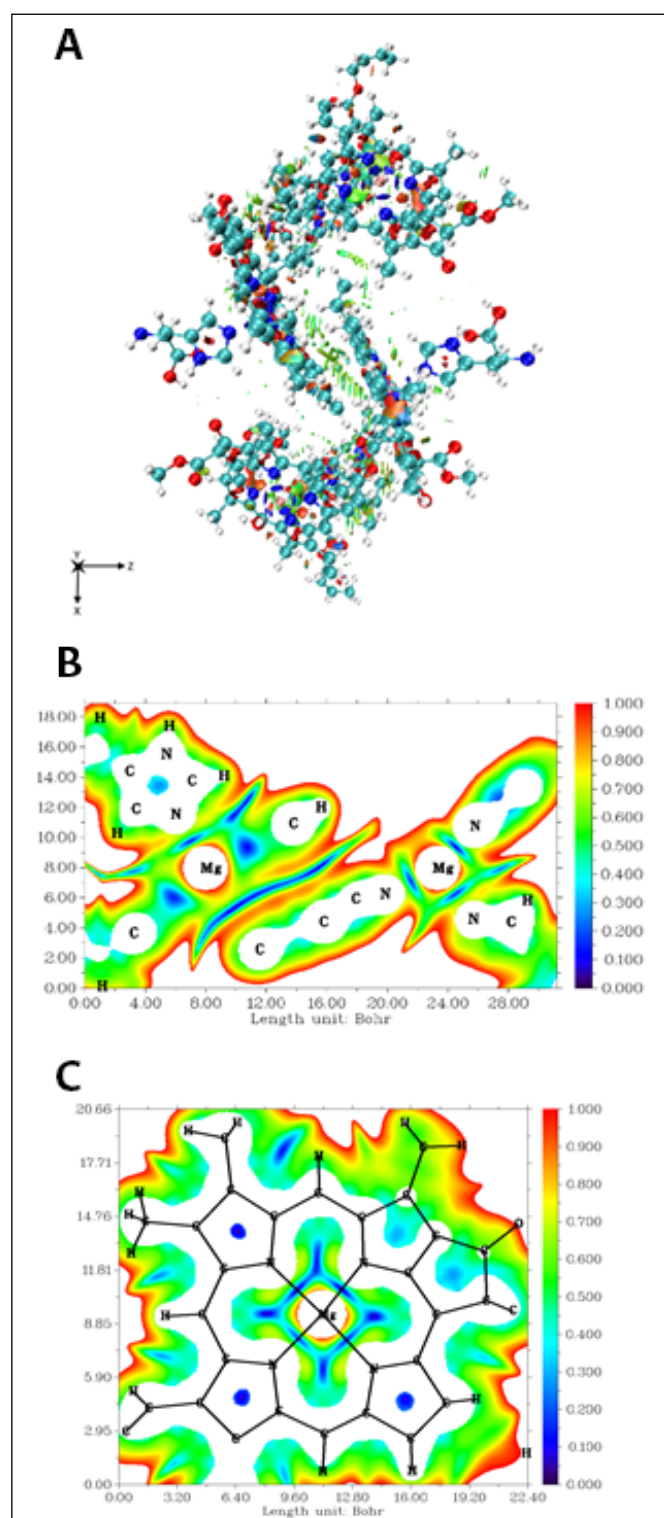 A
Y
Z
X
B
18.00
16.00
14.00
12.00
10.00
8.00
6.00
4.00
2.00
0.00
H
H
N
C
C
H
C
N
H
Mg
C
H
C
H
C
C
C
N
N
Mg
N
C
H
0.00 4.00 8.00 12.00 16.00 20.00 24.00 28.00
Length unit: Bohr
1.000
0.900
0.800
0.700
0.600
0.500
0.400
0.300
0.200
0.100
0.000
C
20.66
17.71
14.76
11.81
8.85
5.90
2.95
0.00
H H H H
H
H
H
H
O
C
N N
Mg
H
N N
H
H
C
H H
H
0.00 3.20 6.40 9.60 12.80 16.00 19.20 22.40
Length unit: Bohr
1.000
0.900
0.800
0.700
0.600
0.500
0.400
0.300
0.200
0.100
0.000